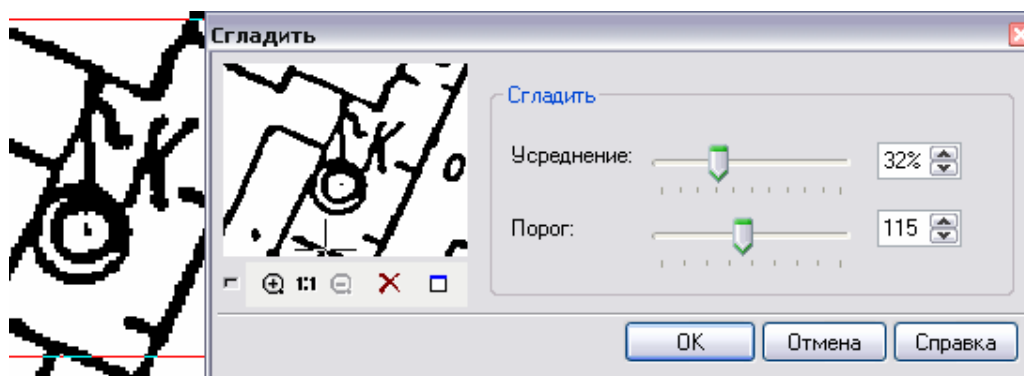 Сгладить
Сгладить
Усреднение: 32%
Порог: 115
1:1
OK Отмена Справка